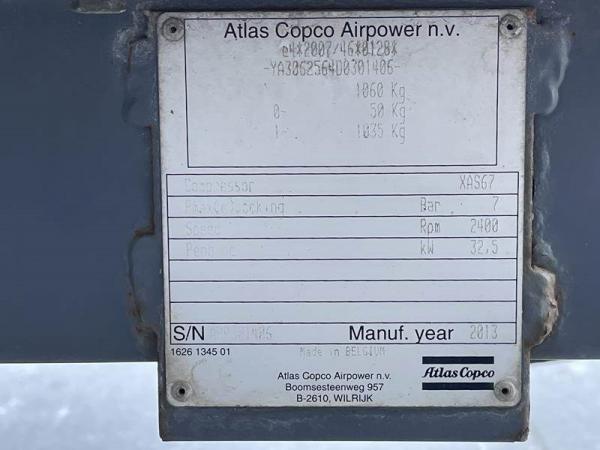 Atlas Copco Airpower n.v.
e4*2007/46*0128*
-YA3062564D0301406-
1060 Kg
0- 50 Kg
1- 1035 Kg
Compressor XAS67
Bar 7
Speed Rpm 2400
kW 32,5
S/N Manuf. year 2013
1626 1345 01 Made in BELGIUM
Atlas Copco Airpower n.v.
Boomsesteenweg 957
B-2610, WILRIJK
Atlas Copco